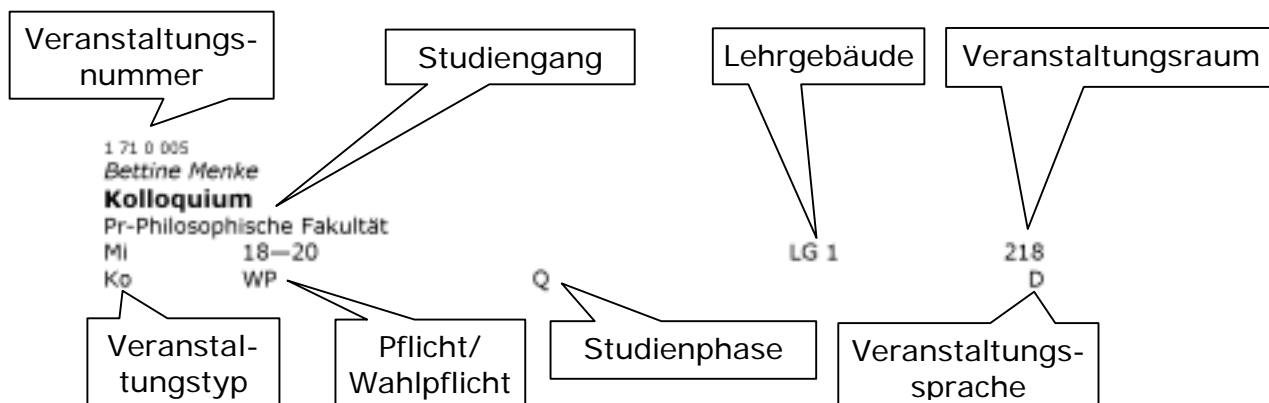 Veranstaltungs-
nummer
Studiengang
Lehrgebäude
Veranstaltungsraum
1 71 0 005
Bettine Menke
Kolloquium
Pr-Philosophische Fakultät
Mi 18—20 LG 1 218
Ko WP Q D
Veranstal-
tungstyp
Pflicht/
Wahlpflicht
Studienphase
Veranstaltungs-
sprache